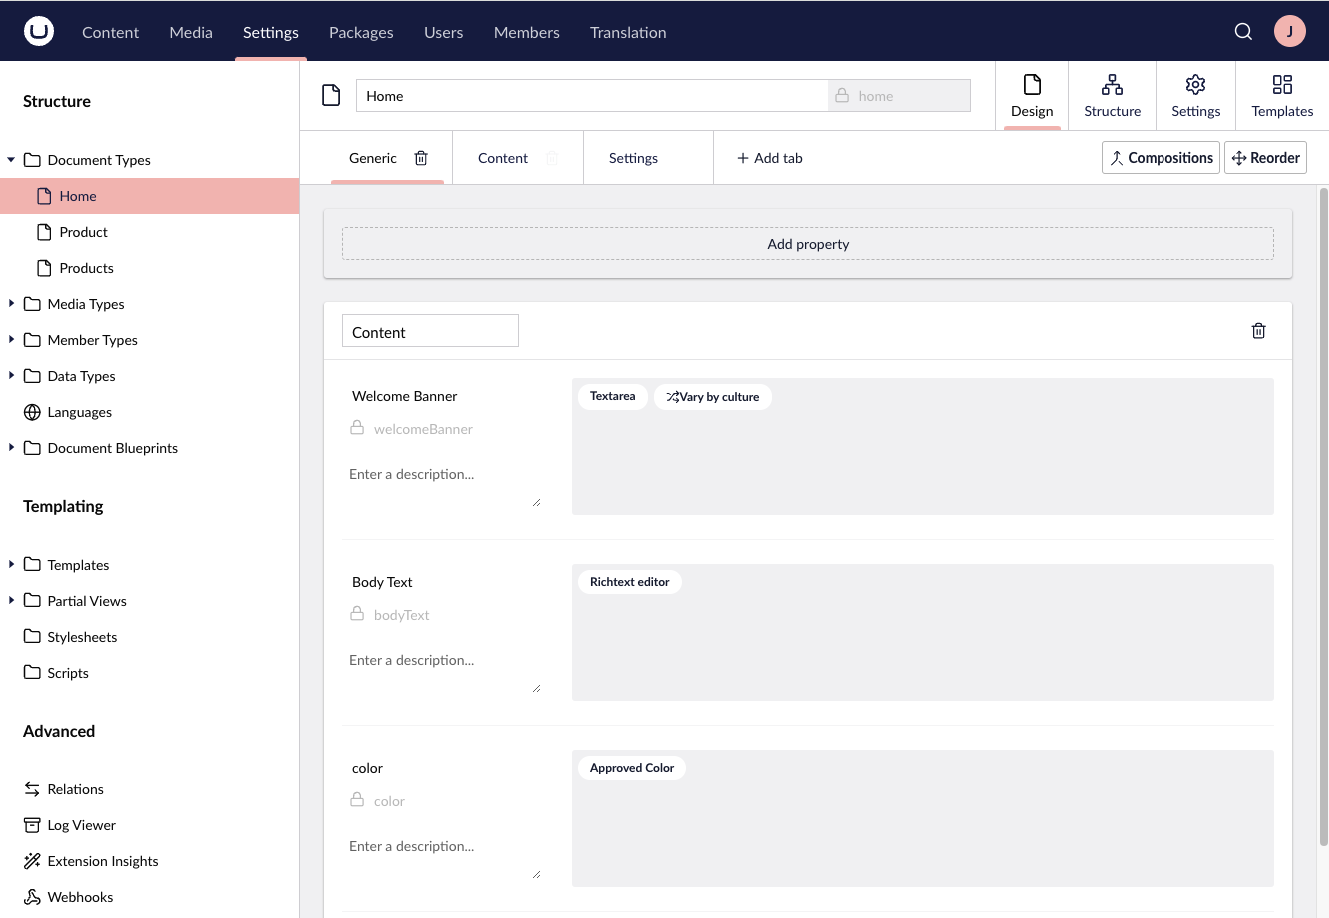 Content Media Settings Packages Users Members Translation J
Structure
Document Types
Home
Product
Products
Media Types
Member Types
Data Types
Languages
Document Blueprints
Templating
Templates
Partial Views
Stylesheets
Scripts
Advanced
Relations
Log Viewer
Extension Insights
Webhooks
Home home
Design Structure Settings Templates
Generic Content Settings + Add tab Compositions Reorder
Add property
Content
Welcome Banner
welcomeBanner
Enter a description...
Textarea Vary by culture
Body Text
bodyText
Enter a description...
Richtext editor
color
color
Enter a description...
Approved Color